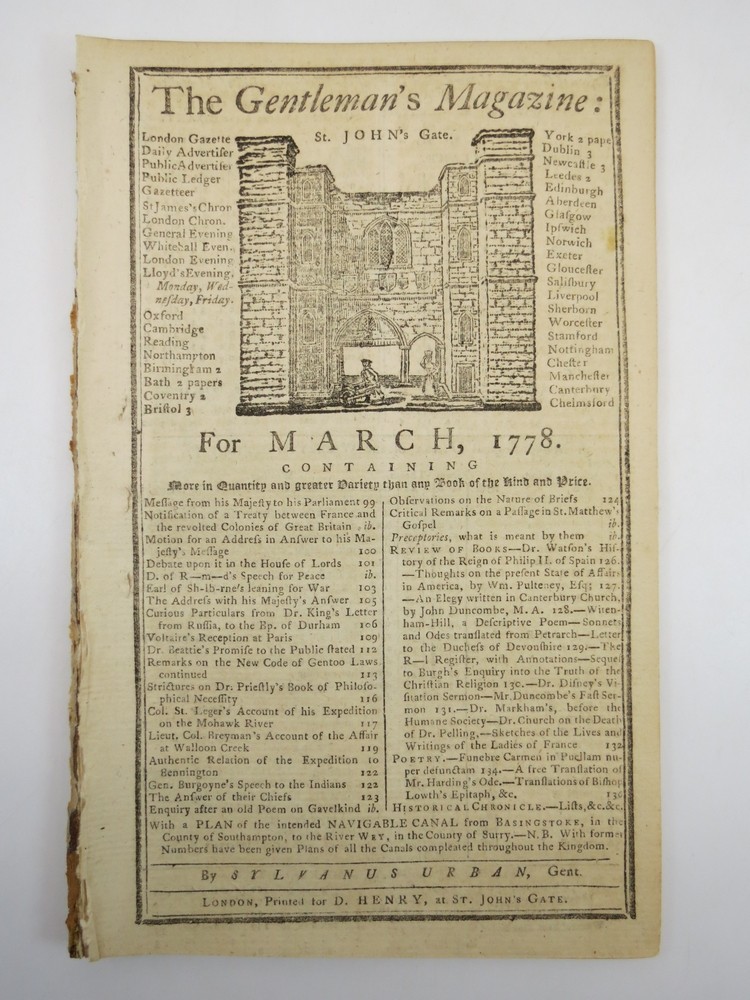 The Gentleman's Magazine:
St. JOHN's Gate.
London Gazette
Daily Advertiſer
Public Advertiſer
Public Ledger
Gazetteer
St James's Chron
London Chron.
General Evening
Whitehall Even.
London Evening
Lloyd's Evening.
Monday, Wed-
neſday, Friday.
Oxford
Cambridge
Reading
Northampton
Birmingham 2
Bath 2 papers
Coventry 2
Briſtol 3
York 2 pape
Dublin 3
Newcaſtle 3
Leedes 2
Edinburgh
Aberdeen
Glaſgow
Ipſwich
Norwich
Exeter
Glouceſter
Saliſbury
Liverpool
Sherborn
Worceſter
Stamford
Nottingham
Cheſter
Mancheſter
Canterbury
Chelmsford
For MARCH, 1778.
CONTAINING
More in Quantity and greater Variety than any Book of the Kind and Price.
Meſſage from his Majeſty to his Parliament 99
Notification of a Treaty between France and
the revolted Colonies of Great Britain ib.
Motion for an Addreſs in Anſwer to his Ma-
jeſty's Meſſage 100
Debate upon it in the Houſe of Lords 101
D. of R—m—d's Speech for Peace ib.
Earl of Sh-lb-rne's leaning for War 103
The Addreſs with his Majeſty's Anſwer 105
Curious Particulars from Dr. King's Letter
from Ruſſia, to the Bp. of Durham 106
Voltaire's Reception at Paris 109
Dr. Beattie's Promiſe to the Public ſtated 112
Remarks on the New Code of Gentoo Laws
continued 113
Strictures on Dr. Prieſtly's Book of Philoſo-
phical Neceſſity 116
Col. St. Leger's Account of his Expedition
on the Mohawk River 117
Lieut. Col. Breyman's Account of the Affair
at Walloon Creek 119
Authentic Relation of the Expedition to
Bennington 122
Gen. Burgoyne's Speech to the Indians 122
The Anſwer of their Chiefs 123
Enquiry after an old Poem on Gavelkind ib.
Obſervations on the Nature of Briefs 124
Critical Remarks on a Paſſage in St. Matthew's
Goſpel ib.
Preceptories, what is meant by them ib.
REVIEW OF BOOKS—Dr. Watſon's Hiſ-
tory of the Reign of Philip II. of Spain 126.
—Thoughts on the preſent State of Affairs
in America, by Wm. Pulteney, Eſq; 127.
—An Elegy written in Canterbury Church,
by John Duncombe, M. A. 128.—Witen-
ham-Hill, a Deſcriptive Poem—Sonnets
and Odes tranſlated from Petrarch—Letter
to the Ducheſs of Devonſhire 129.—The
R—l Regiſter, with Annotations—Sequel
to Burgh's Enquiry into the Truth of the
Chriſtian Religion 130.—Dr. Diſney's Vi-
ſitation Sermon—Mr. Duncombe's Faſt Ser-
mon 131.—Dr. Markham's, before the
Humane Society—Dr. Church on the Death
of Dr. Pelling,—Sketches of the Lives and
Writings of the Ladies of France 132
POETRY.—Funebre Carmen in Puellam nu-
per defunctam 134.—A free Tranſlation of
Mr. Harding's Ode.—Tranſlations of Biſhop
Lowth's Epitaph, &c. 136
HISTORICAL CHRONICLE.—Liſts, &c. &c.
With a PLAN of the intended NAVIGABLE CANAL from BASINGSTOKE, in the
County of Southampton, to the River WEY, in the County of Surry.—N. B. With former
Numbers have been given Plans of all the Canals compleated throughout the Kingdom.
By SYLVANUS URBAN, Gent.
LONDON, Printed for D. HENRY, at ST. JOHN'S GATE.